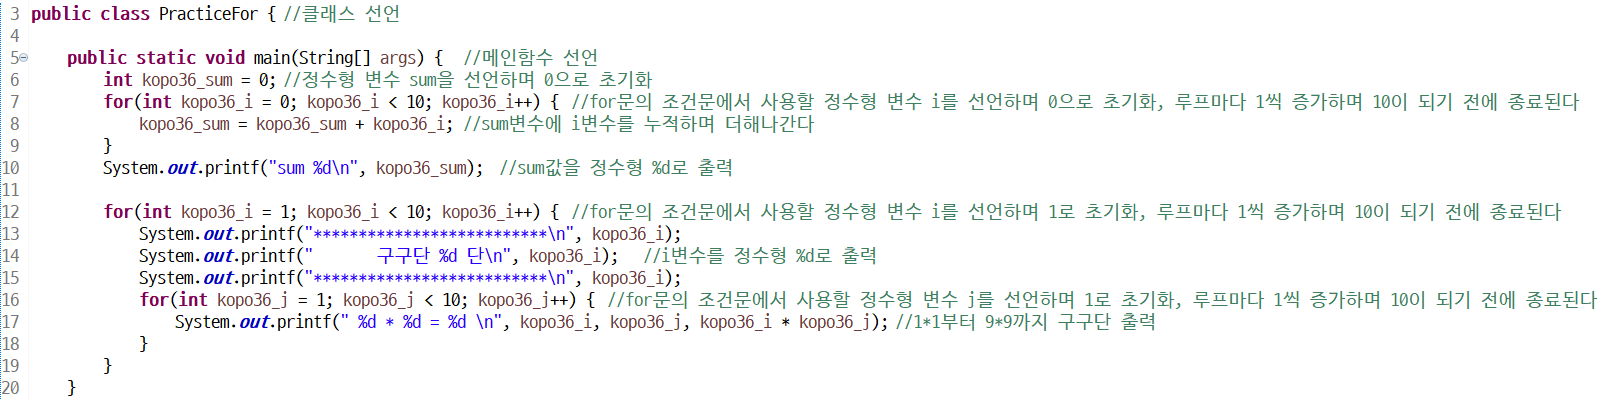 3 public class PracticeFor { //클래스 선언
4
5 public static void main(String[] args) {  //메인함수 선언
6 int kopo36_sum = 0; //정수형 변수 sum을 선언하며 0으로 초기화
7 for(int kopo36_i = 0; kopo36_i < 10; kopo36_i++) { //for문의 조건문에서 사용할 정수형 변수 i를 선언하며 0으로 초기화, 루프마다 1씩 증가하며 10이 되기 전에 종료된다
8 kopo36_sum = kopo36_sum + kopo36_i; //sum변수에 i변수를 누적하며 더해나간다
9 }
10 System.out.printf("sum %d\n", kopo36_sum);  //sum값을 정수형 %d로 출력
11
12 for(int kopo36_i = 1; kopo36_i < 10; kopo36_i++) { //for문의 조건문에서 사용할 정수형 변수 i를 선언하며 1로 초기화, 루프마다 1씩 증가하며 10이 되기 전에 종료된다
13 System.out.printf("**************************\n", kopo36_i);
14 System.out.printf("       구구단 %d 단\n", kopo36_i);   //i변수를 정수형 %d로 출력
15 System.out.printf("**************************\n", kopo36_i);
16 for(int kopo36_j = 1; kopo36_j < 10; kopo36_j++) { //for문의 조건문에서 사용할 정수형 변수 j를 선언하며 1로 초기화, 루프마다 1씩 증가하며 10이 되기 전에 종료된다
17 System.out.printf(" %d * %d = %d \n", kopo36_i, kopo36_j, kopo36_i * kopo36_j); //1*1부터 9*9까지 구구단 출력
18 }
19 }
20 }